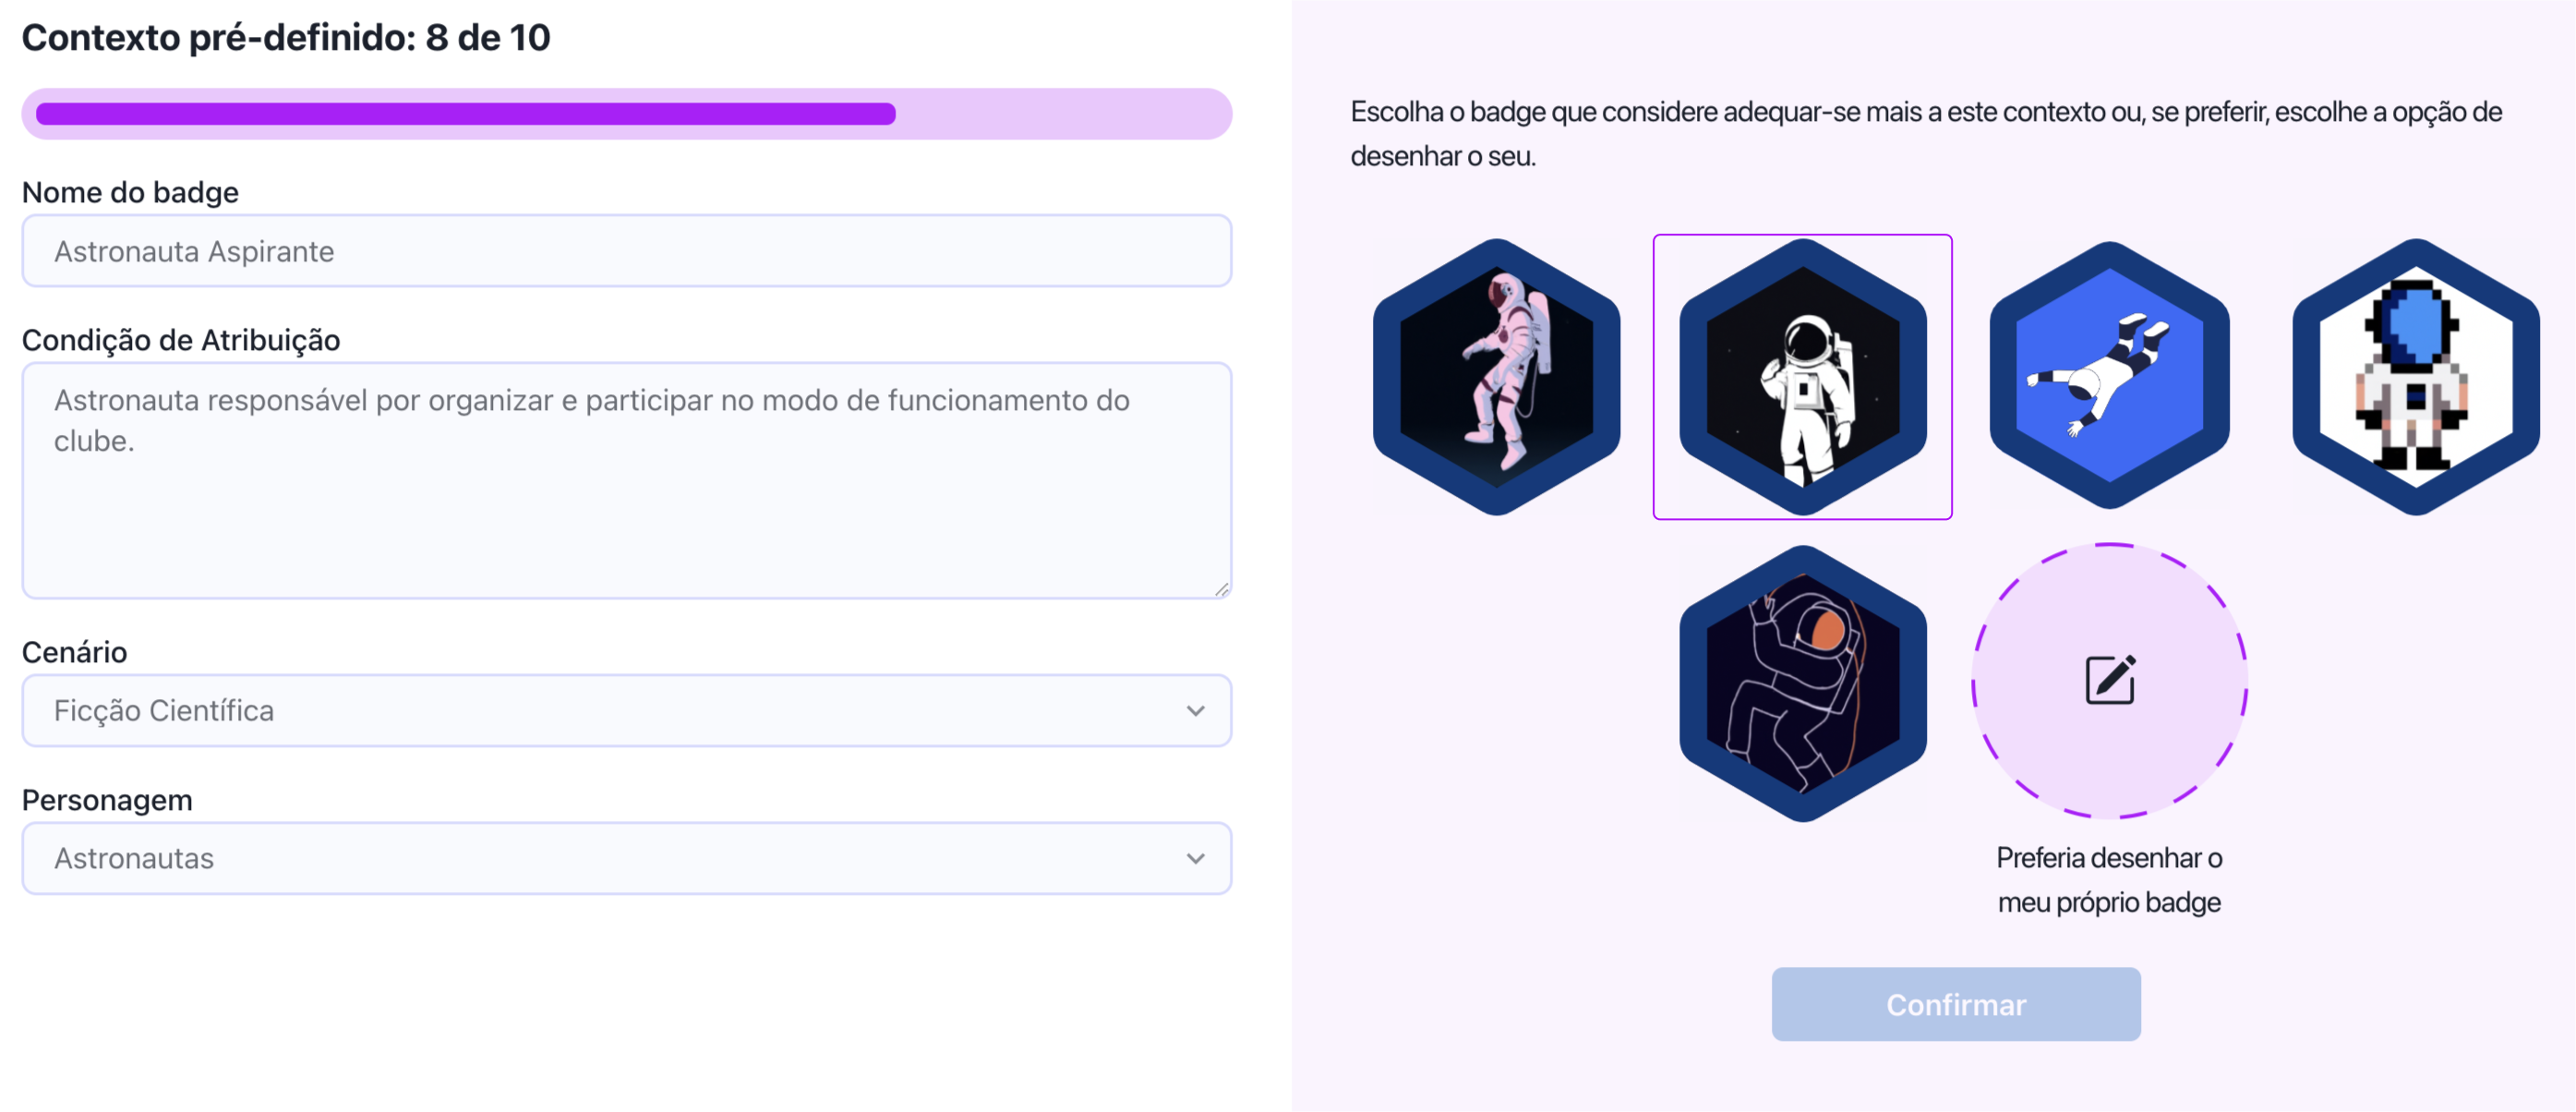 Contexto pré-definido: 8 de 10
Nome do badge
Astronauta Aspirante
Condição de Atribuição
Astronauta responsável por organizar e participar no modo de funcionamento do
clube.
Cenário
Ficção Científica
Personagem
Astronautas
Escolha o badge que considere adequar-se mais a este contexto ou, se preferir, escolhe a opção de
desenhar o seu.
Preferia desenhar o
meu próprio badge
Confirmar